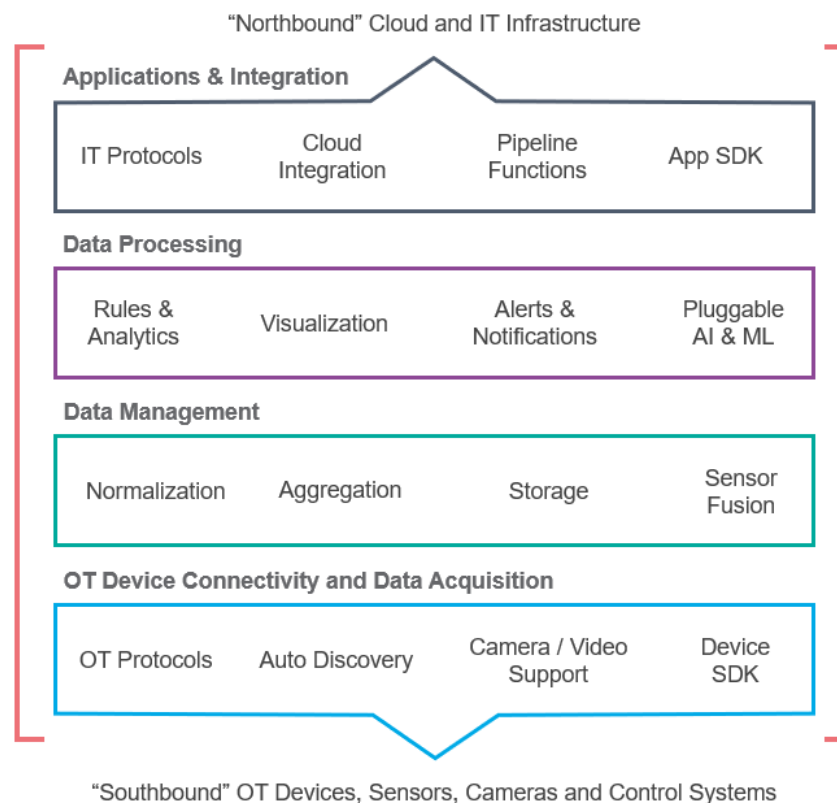 “Northbound” Cloud and IT Infrastructure
Applications & Integration
IT Protocols
Cloud
Integration
Pipeline
Functions
App SDK
Data Processing
Rules &
Analytics
Visualization
Alerts &
Notifications
Pluggable
AI & ML
Data Management
Normalization
Aggregation
Storage
Sensor
Fusion
OT Device Connectivity and Data Acquisition
OT Protocols
Auto Discovery
Camera / Video
Support
Device
SDK
“Southbound” OT Devices, Sensors, Cameras and Control Systems